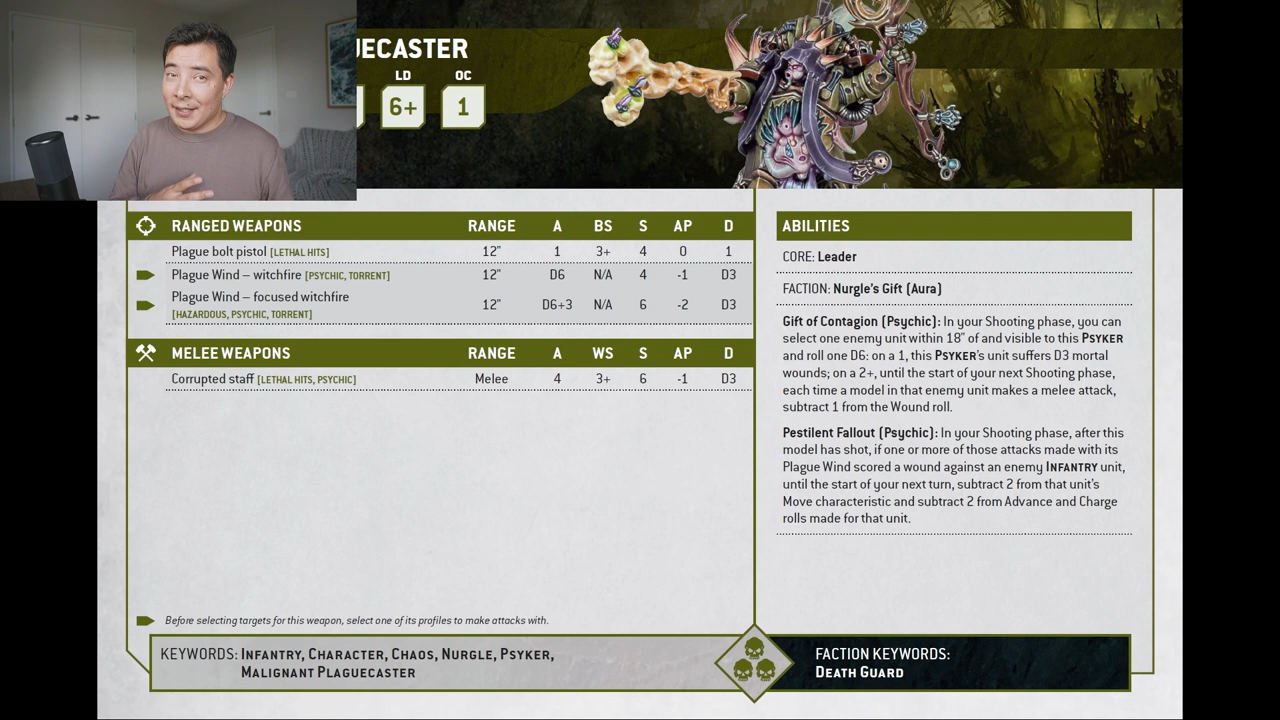 UECASTER
LD OC
6+ 1
RANGED WEAPONS RANGE A BS S AP D
Plague bolt pistol [LETHAL HITS] 12" 1 3+ 4 0 1
Plague Wind – witchfire [PSYCHIC, TORRENT] 12" D6 N/A 4 -1 D3
Plague Wind – focused witchfire
[HAZARDOUS, PSYCHIC, TORRENT] 12" D6+3 N/A 6 -2 D3
MELEE WEAPONS RANGE A WS S AP D
Corrupted staff [LETHAL HITS, PSYCHIC] Melee 4 3+ 6 -1 D3
Before selecting targets for this weapon, select one of its profiles to make attacks with.
ABILITIES
CORE: Leader
FACTION: Nurgle's Gift (Aura)
Gift of Contagion (Psychic): In your Shooting phase, you can
select one enemy unit within 18" of and visible to this PSYKER
and roll one D6: on a 1, this PSYKER's unit suffers D3 mortal
wounds; on a 2+, until the start of your next Shooting phase,
each time a model in that enemy unit makes a melee attack,
subtract 1 from the Wound roll.
Pestilent Fallout (Psychic): In your Shooting phase, after this
model has shot, if one or more of those attacks made with its
Plague Wind scored a wound against an enemy INFANTRY unit,
until the start of your next turn, subtract 2 from that unit's
Move characteristic and subtract 2 from Advance and Charge
rolls made for that unit.
KEYWORDS: INFANTRY, CHARACTER, CHAOS, NURGLE, PSYKER,
MALIGNANT PLAGUECASTER
FACTION KEYWORDS:
DEATH GUARD